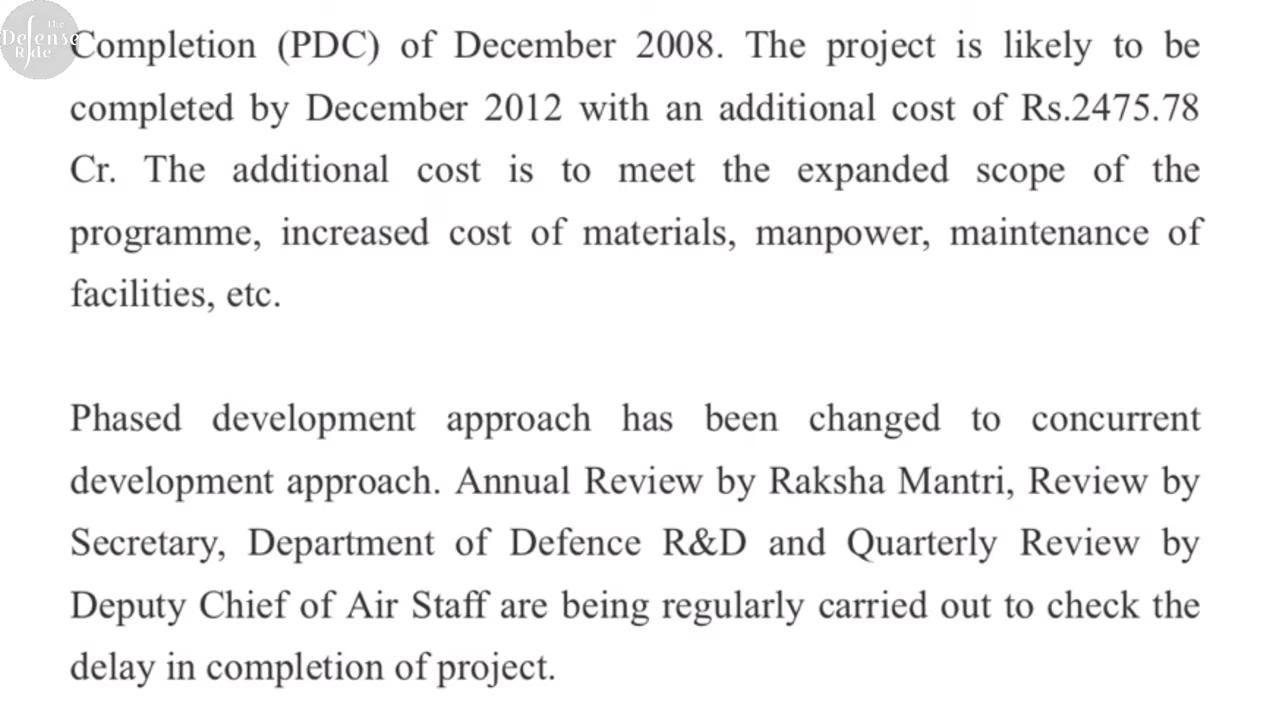 The
Defense
Ride
Completion (PDC) of December 2008. The project is likely to be
completed by December 2012 with an additional cost of Rs.2475.78
Cr. The additional cost is to meet the expanded scope of the
programme, increased cost of materials, manpower, maintenance of
facilities, etc.
Phased development approach has been changed to concurrent
development approach. Annual Review by Raksha Mantri, Review by
Secretary, Department of Defence R&D and Quarterly Review by
Deputy Chief of Air Staff are being regularly carried out to check the
delay in completion of project.